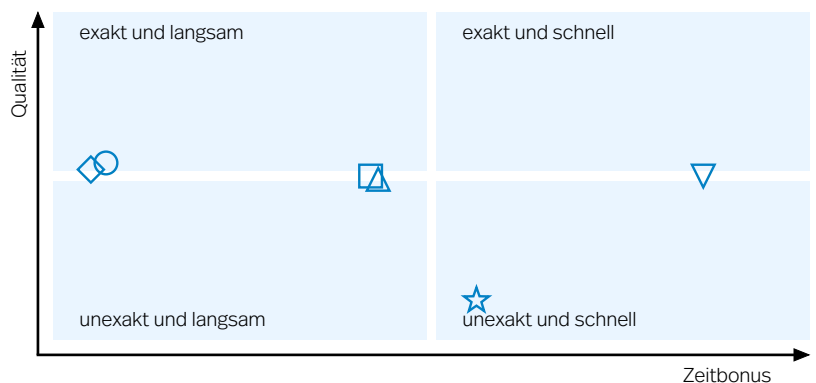 exakt und langsam
exakt und schnell
Qualität
unexakt und langsam
unexakt und schnell
Zeitbonus